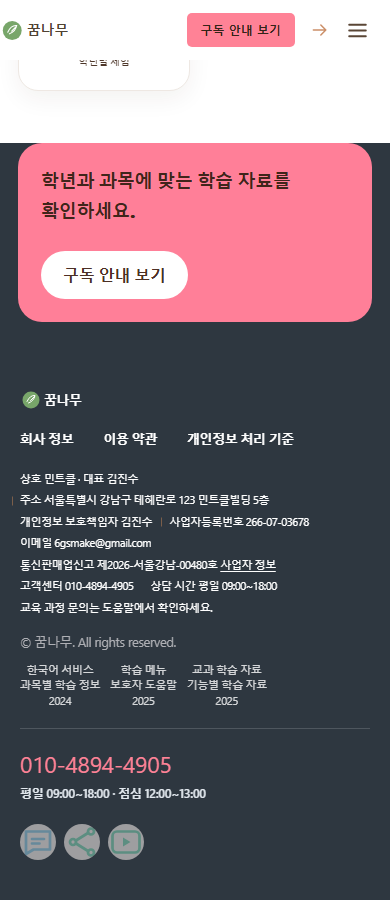 꿈나무
구독 안내 보기
학년별 체험
학년과 과목에 맞는 학습 자료를
확인하세요.
구독 안내 보기
꿈나무
회사 정보 이용 약관 개인정보 처리 기준
상호 민트클 · 대표 김진수
주소 서울특별시 강남구 테헤란로 123 민트클빌딩 5층
개인정보 보호책임자 김진수 | 사업자등록번호 266-07-03678
이메일 6gsmake@gmail.com
통신판매업신고 제2026-서울강남-00480호 사업자 정보
고객센터 010-4894-4905 상담 시간 평일 09:00~18:00
교육 과정 문의는 도움말에서 확인하세요.
© 꿈나무. All rights reserved.
한국어 서비스 학습 메뉴 교과 학습 자료
과목별 학습 정보 보호자 도움말 기능별 학습 자료
2024 2025 2025
010-4894-4905
평일 09:00~18:00 · 점심 12:00~13:00